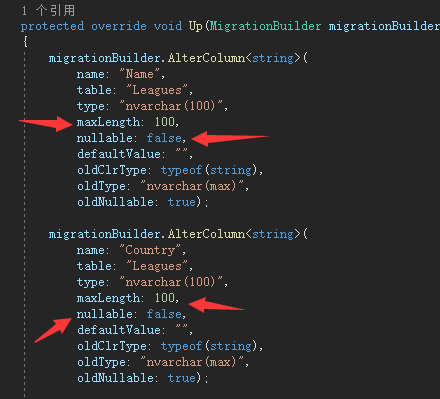 1 个引用
protected override void Up(MigrationBuilder migrationBuilder
{
migrationBuilder.AlterColumn<string>(
name: "Name",
table: "Leagues",
type: "nvarchar(100)",
maxLength: 100,
nullable: false,
defaultValue: "",
oldClrType: typeof(string),
oldType: "nvarchar(max)",
oldNullable: true);
migrationBuilder.AlterColumn<string>(
name: "Country",
table: "Leagues",
type: "nvarchar(100)",
maxLength: 100,
nullable: false,
defaultValue: "",
oldClrType: typeof(string),
oldType: "nvarchar(max)",
oldNullable: true);